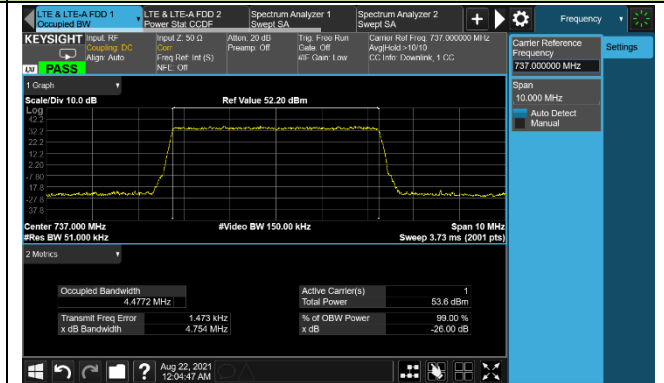 LTE & LTE-A FDD 1
Occupied BW
LTE & LTE-A FDD 2
Power Stat CCDF
Spectrum Analyzer 1
Swept SA
Spectrum Analyzer 2
Swept SA
Frequency
KEYSIGHT
Input: RF
Coupling: DC
Align: Auto
Input Z: 50 Ω
Corr
Freq Ref: Int (S)
NFE: Off
Atten: 20 dB
Preamp: Off
Trig: Free Run
Gate: Off
#IF Gain: Low
Carrier Ref Freq: 737.000000 MHz
Avg|Hold:>10/10
CC Info: Downlink, 1 CC
LXI
PASS
Carrier Reference
Frequency
737.000000 MHz
Settings
Span
10.000 MHz
Auto Detect
Manual
1 Graph
Scale/Div 10.0 dB
Ref Value 52.20 dBm
Log
42.2
32.2
22.2
12.2
2.20
-7.80
-17.8
-27.8
-37.8
Center 737.000 MHz
#Video BW 150.00 kHz
Span 10 MHz
#Res BW 51.000 kHz
Sweep 3.73 ms (2001 pts)
2 Metrics
Occupied Bandwidth
4.4772 MHz
Active Carrier(s) 1
Total Power 53.6 dBm
Transmit Freq Error 1.473 kHz
x dB Bandwidth 4.754 MHz
% of OBW Power 99.00 %
x dB -26.00 dB
?
Aug 22, 2021
12:04:47 AM